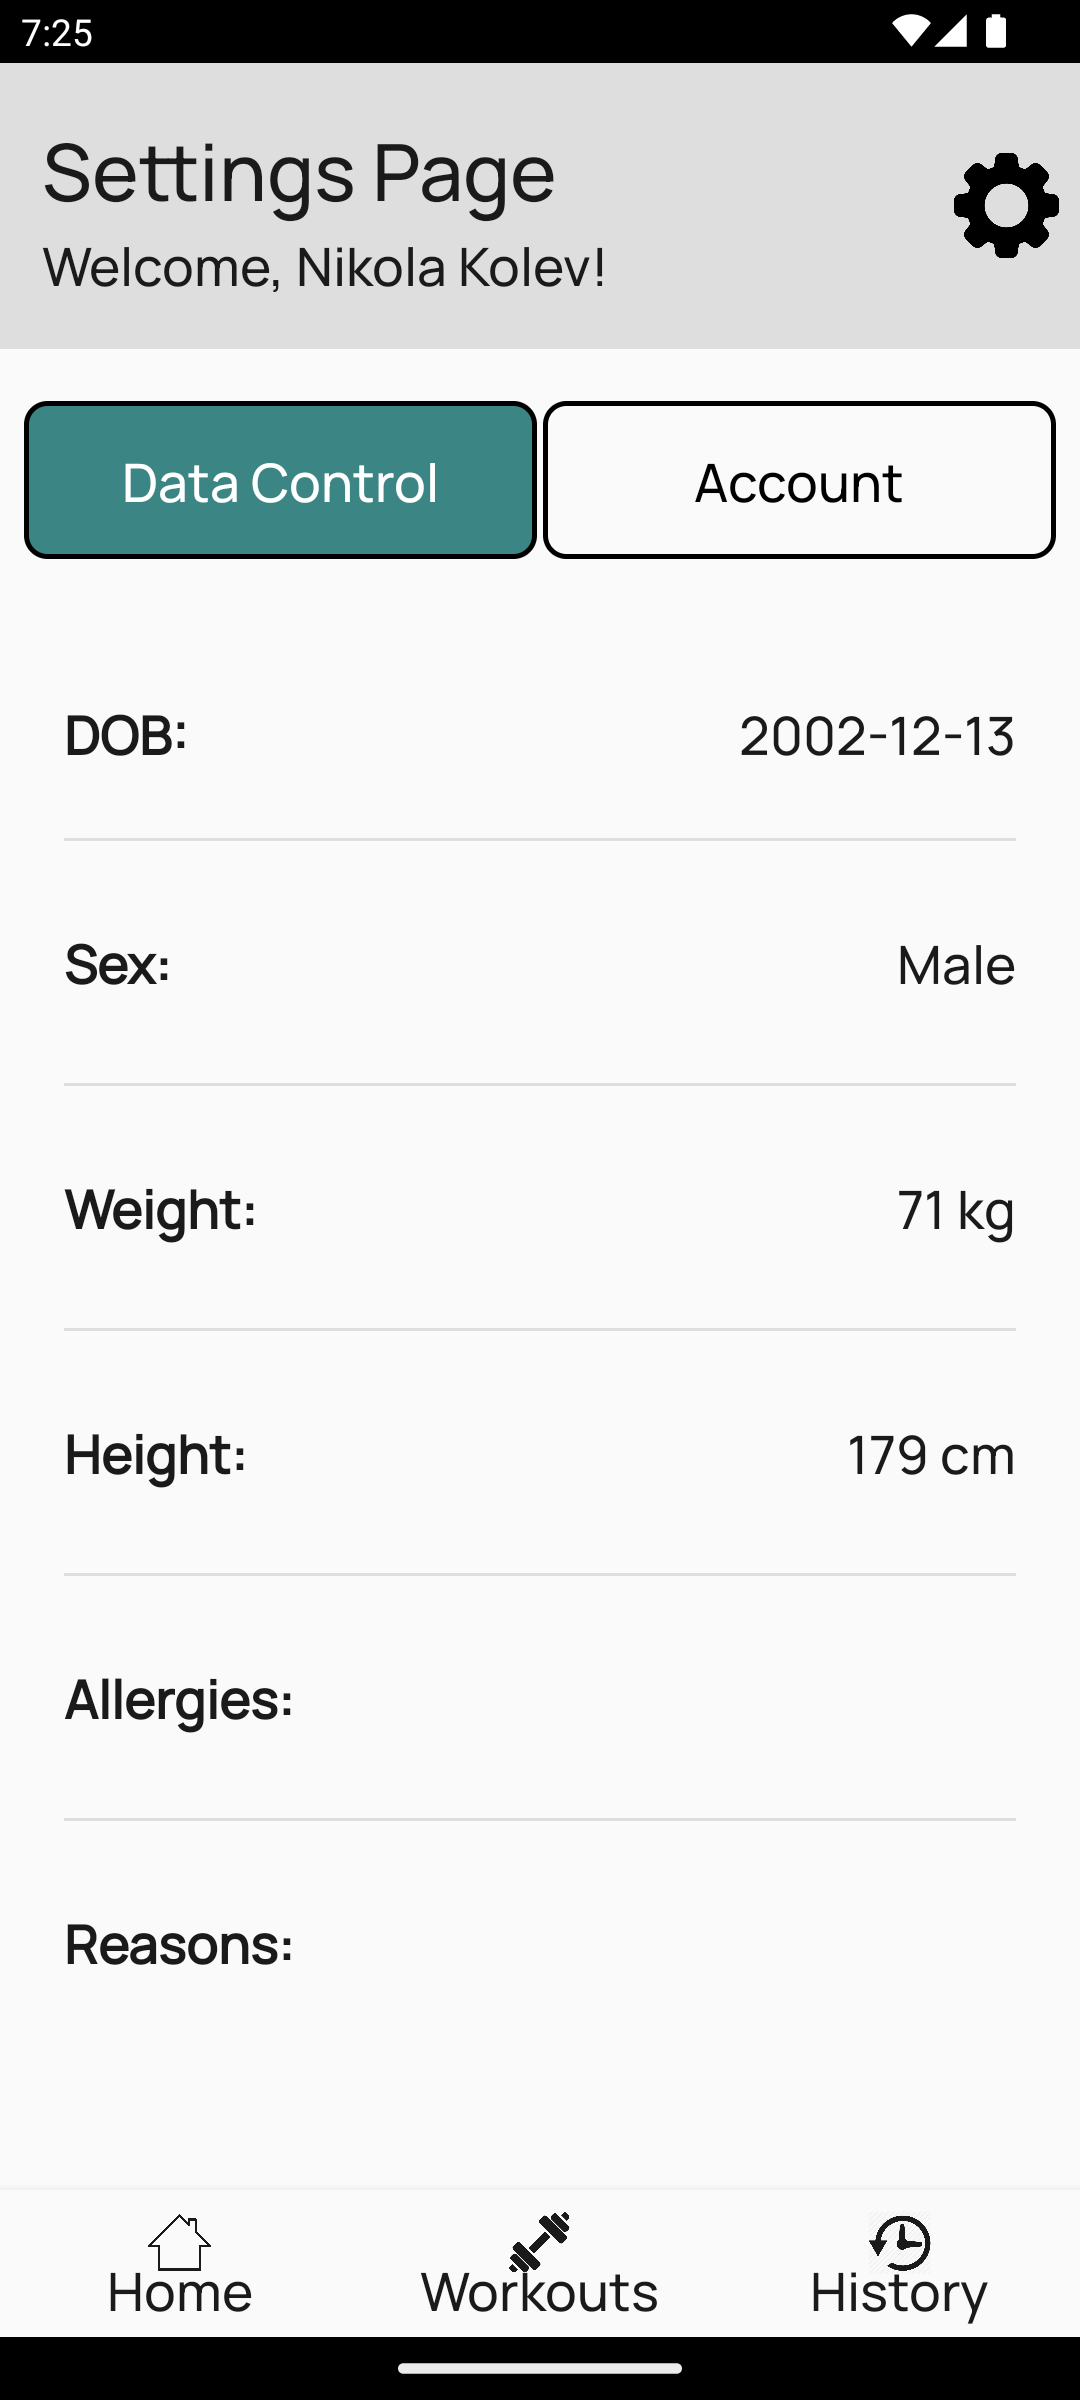 7:25
Settings Page
Welcome, Nikola Kolev!
Data Control
Account
DOB: 2002-12-13
Sex: Male
Weight: 71 kg
Height: 179 cm
Allergies:
Reasons:
Home Workouts History